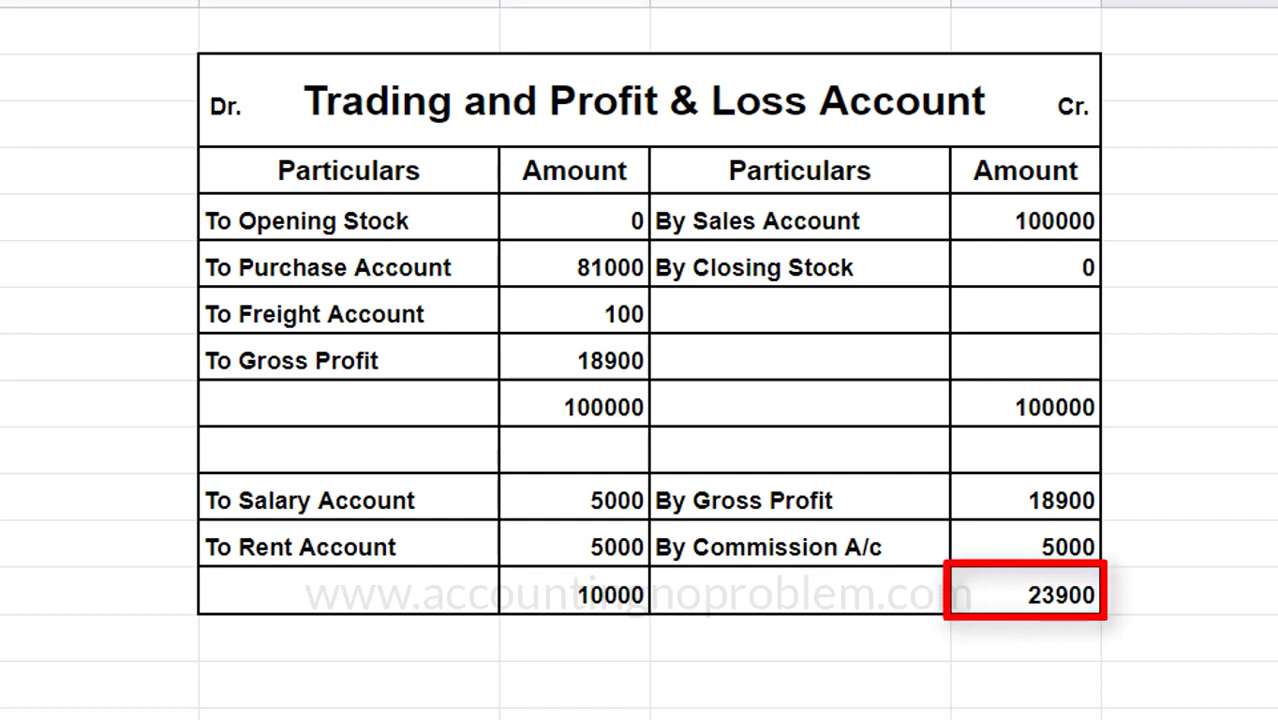 Dr. Trading and Profit & Loss Account Cr.
Particulars Amount Particulars Amount
To Opening Stock 0 By Sales Account 100000
To Purchase Account 81000 By Closing Stock 0
To Freight Account 100
To Gross Profit 18900
100000 100000
To Salary Account 5000 By Gross Profit 18900
To Rent Account 5000 By Commission A/c 5000
10000 23900
www.accountingnoproblem.com